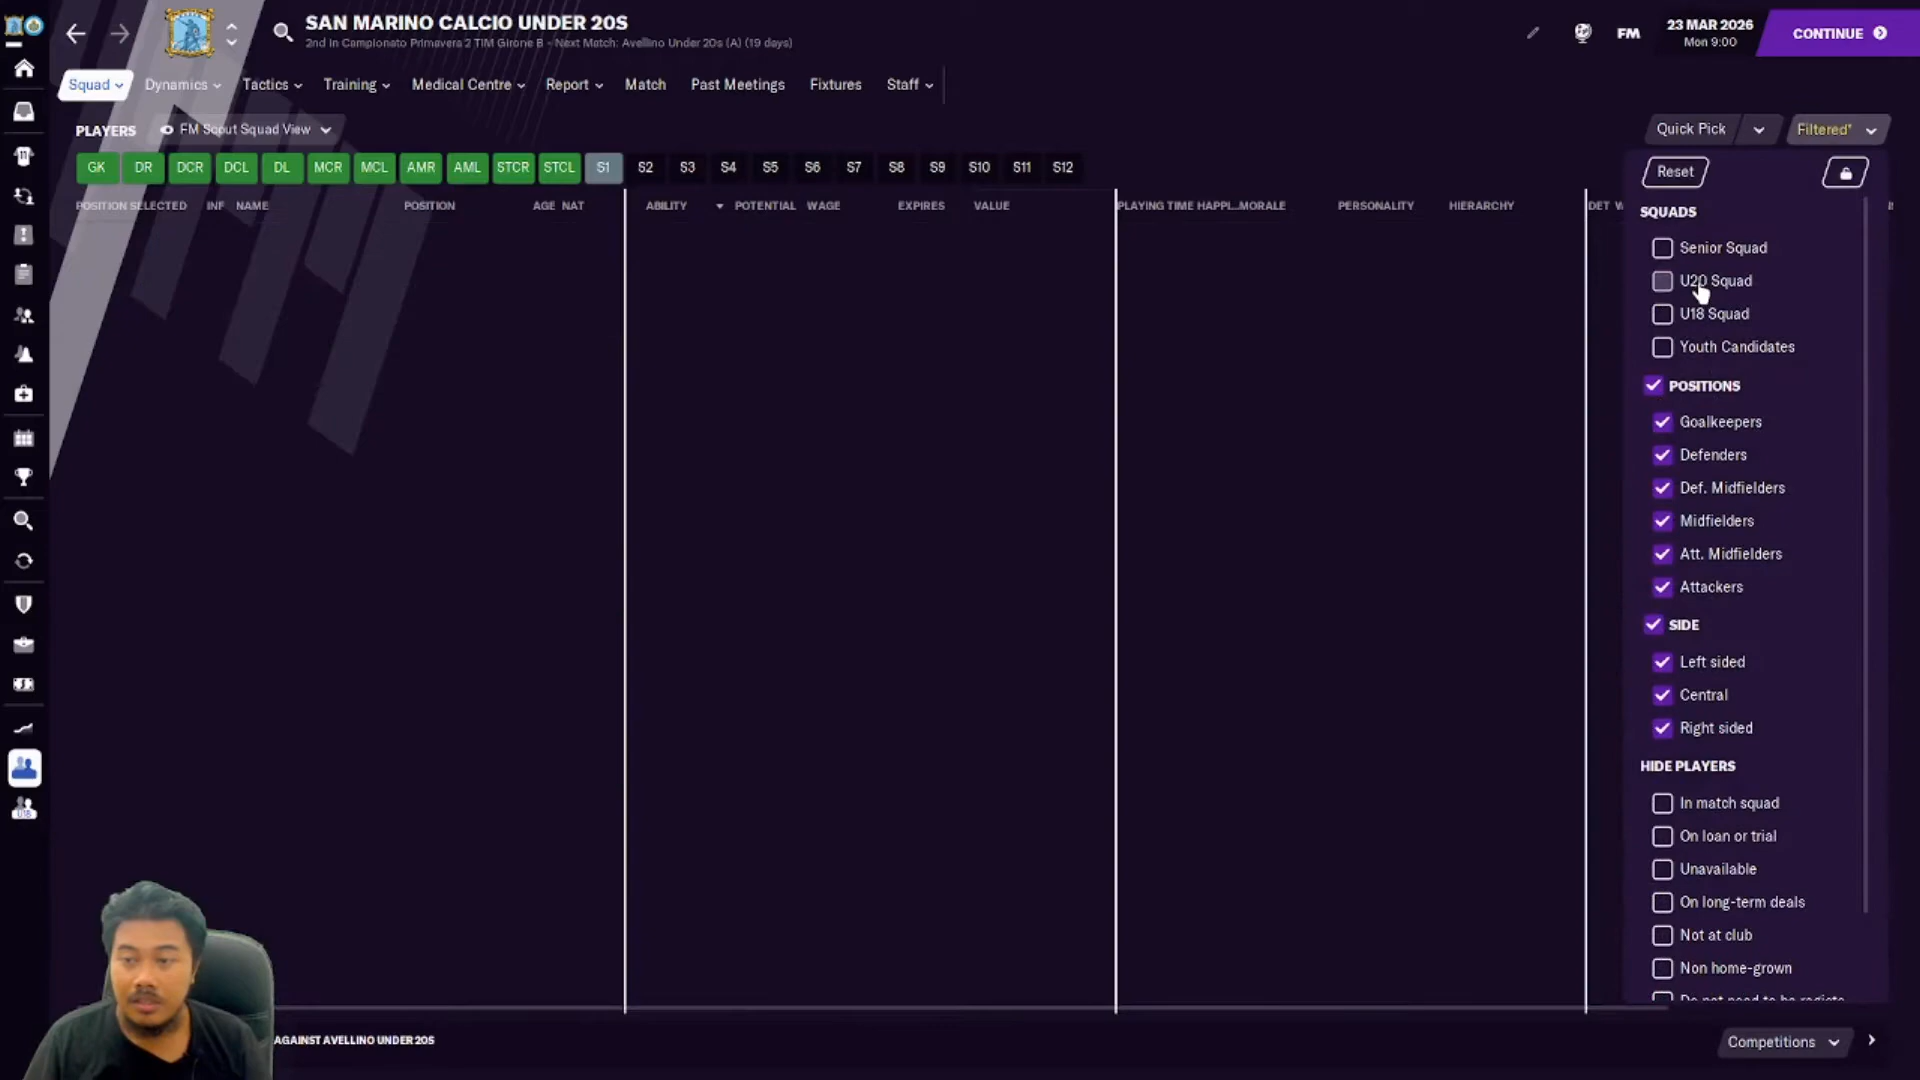 SAN MARINO CALCIO UNDER 20S
2nd in Campionato Primavera 2 TIM Girone B - Next Match: Avellino Under 20s (A) (19 days)
FM
23 MAR 2026
Mon 9:00
CONTINUE
Squad
Dynamics
Tactics
Training
Medical Centre
Report
Match
Past Meetings
Fixtures
Staff
PLAYERS
FM Scout Squad View
Quick Pick
Filtered*
GK DR DCR DCL DL MCR MCL AMR AML STCR STCL S1 S2 S3 S4 S5 S6 S7 S8 S9 S10 S11 S12
POSITION SELECTED INF NAME POSITION AGE NAT ABILITY POTENTIAL WAGE EXPIRES VALUE PLAYING TIME HAPPI...MORALE PERSONALITY HIERARCHY DET W
Reset
SQUADS
Senior Squad
U20 Squad
U18 Squad
Youth Candidates
POSITIONS
Goalkeepers
Defenders
Def. Midfielders
Midfielders
Att. Midfielders
Attackers
SIDE
Left sided
Central
Right sided
HIDE PLAYERS
In match squad
On loan or trial
Unavailable
On long-term deals
Not at club
Non home-grown
U18
AGAINST AVELLINO UNDER 20S
Competitions